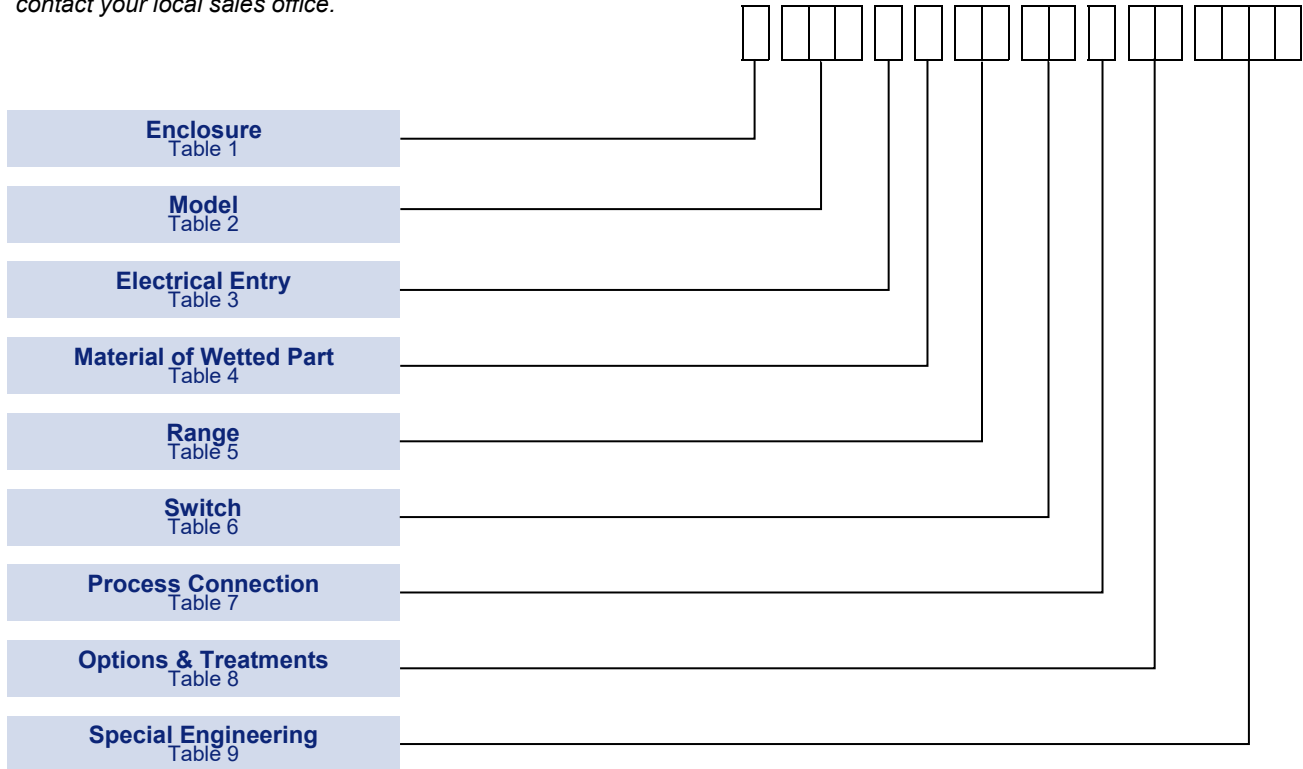 contact your local sales office.
Enclosure
Table 1
Model
Table 2
Electrical Entry
Table 3
Material of Wetted Part
Table 4
Range
Table 5
Switch
Table 6
Process Connection
Table 7
Options & Treatments
Table 8
Special Engineering
Table 9